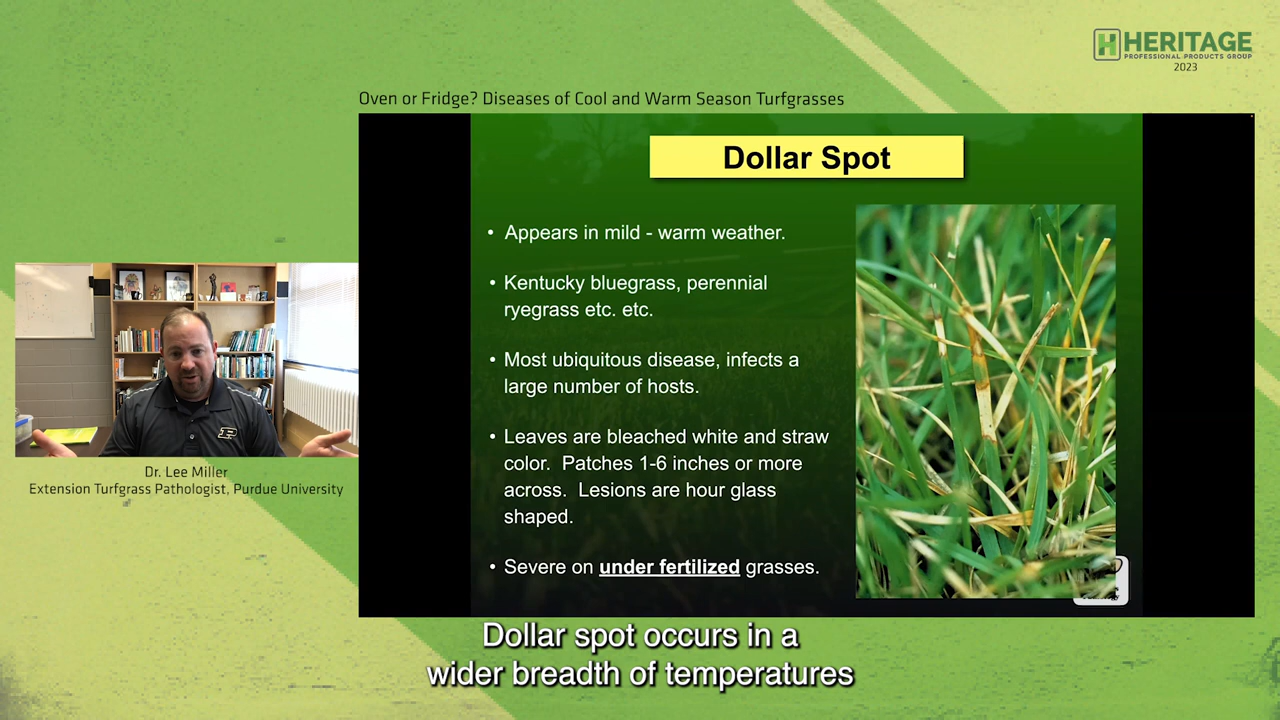 HERITAGE
PROFESSIONAL PRODUCTS GROUP
2023
Oven or Fridge? Diseases of Cool and Warm Season Turfgrasses
Dollar Spot
• Appears in mild - warm weather.
• Kentucky bluegrass, perennial
ryegrass etc. etc.
• Most ubiquitous disease, infects a
large number of hosts.
• Leaves are bleached white and straw
color. Patches 1-6 inches or more
across. Lesions are hour glass
shaped.
• Severe on under fertilized grasses.
Dr. Lee Miller
Extension Turfgrass Pathologist, Purdue University
Dollar spot occurs in a
wider breadth of temperatures